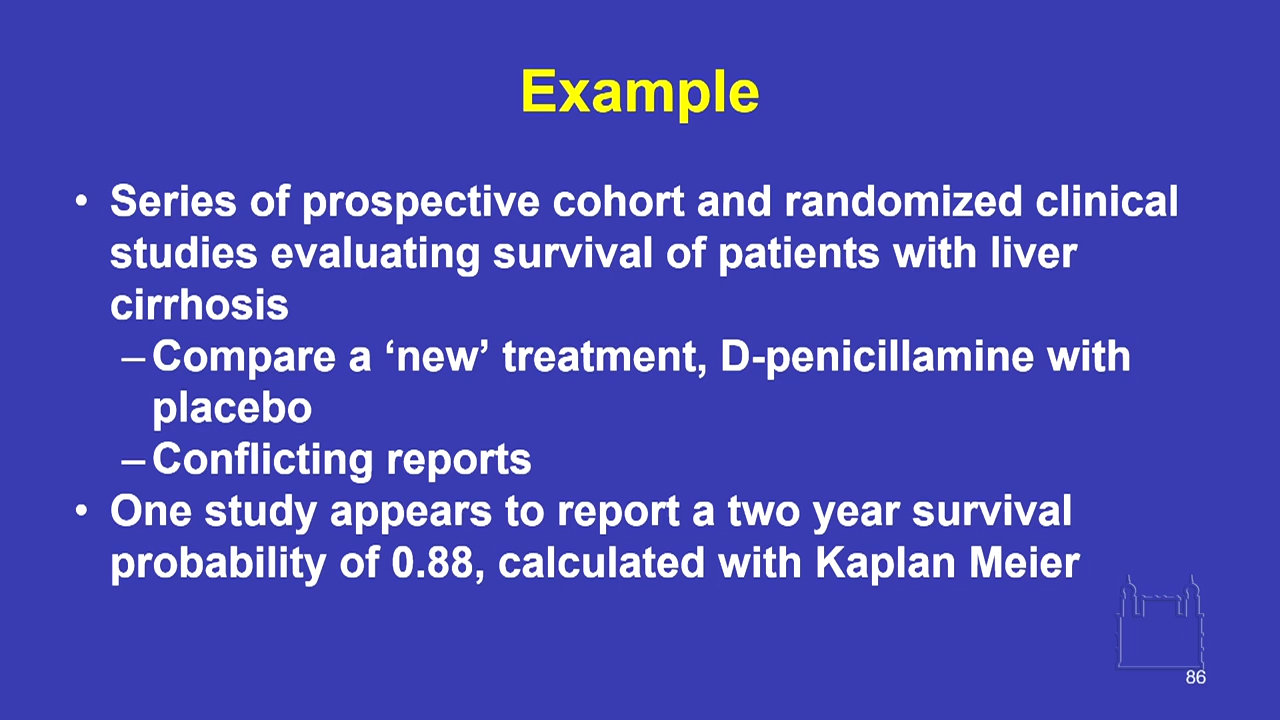 Example
• Series of prospective cohort and randomized clinical
studies evaluating survival of patients with liver
cirrhosis
– Compare a ‘new’ treatment, D-penicillamine with
placebo
– Conflicting reports
• One study appears to report a two year survival
probability of 0.88, calculated with Kaplan Meier
86